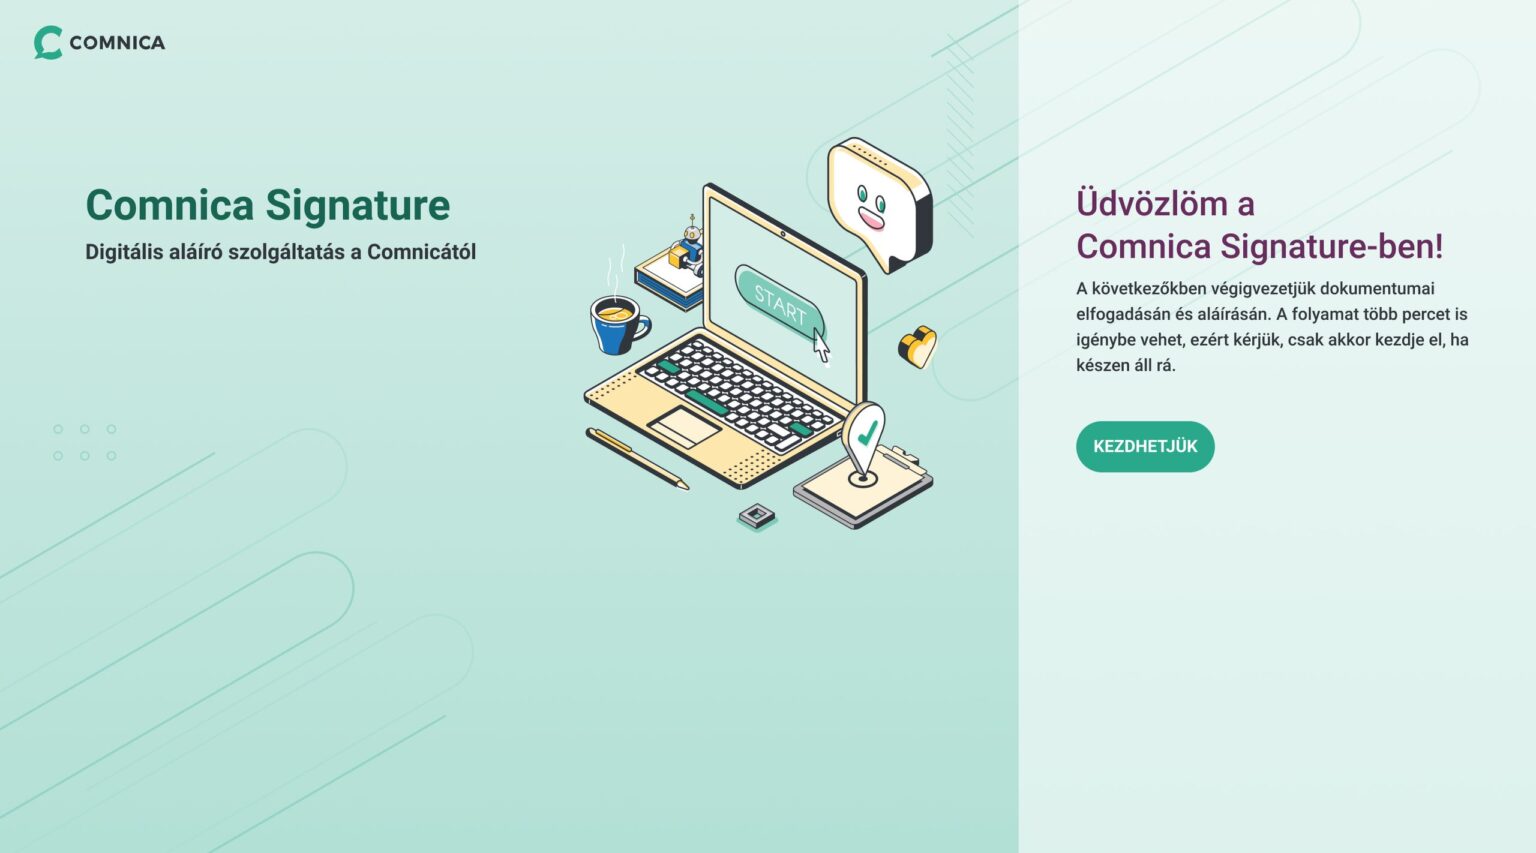 COMNICA
Comnica Signature
Digitális aláíró szolgáltatás a Comnicától
START
Üdvözlöm a
Comnica Signature-ben!
A következőkben végigvezetjük dokumentumai
elfogadásán és aláírásán. A folyamat több percet is
igénybe vehet, ezért kérjük, csak akkor kezdje el, ha
készen áll rá.
KEZDHETJÜK